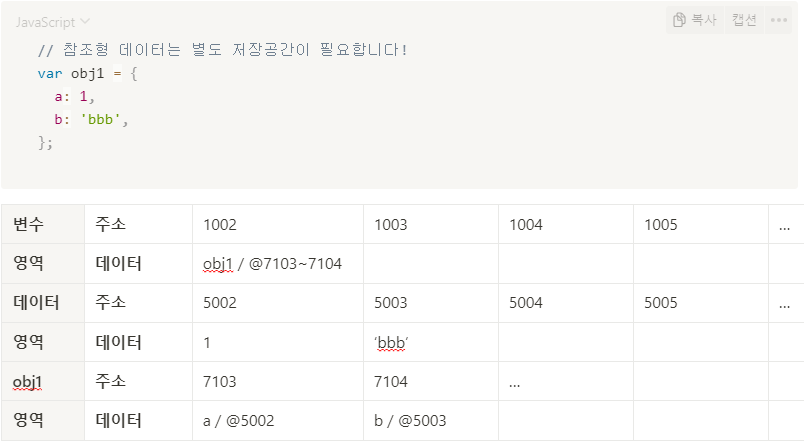 JavaScript 복사 캡션
// 참조형 데이터는 별도 저장공간이 필요합니다!
var obj1 = {
a: 1,
b: 'bbb',
};
변수 주소 1002 1003 1004 1005 ...
영역 데이터 obj1 / @7103~7104
데이터 주소 5002 5003 5004 5005 ...
영역 데이터 1 ‘bbb’
obj1 주소 7103 7104 ...
영역 데이터 a / @5002 b / @5003